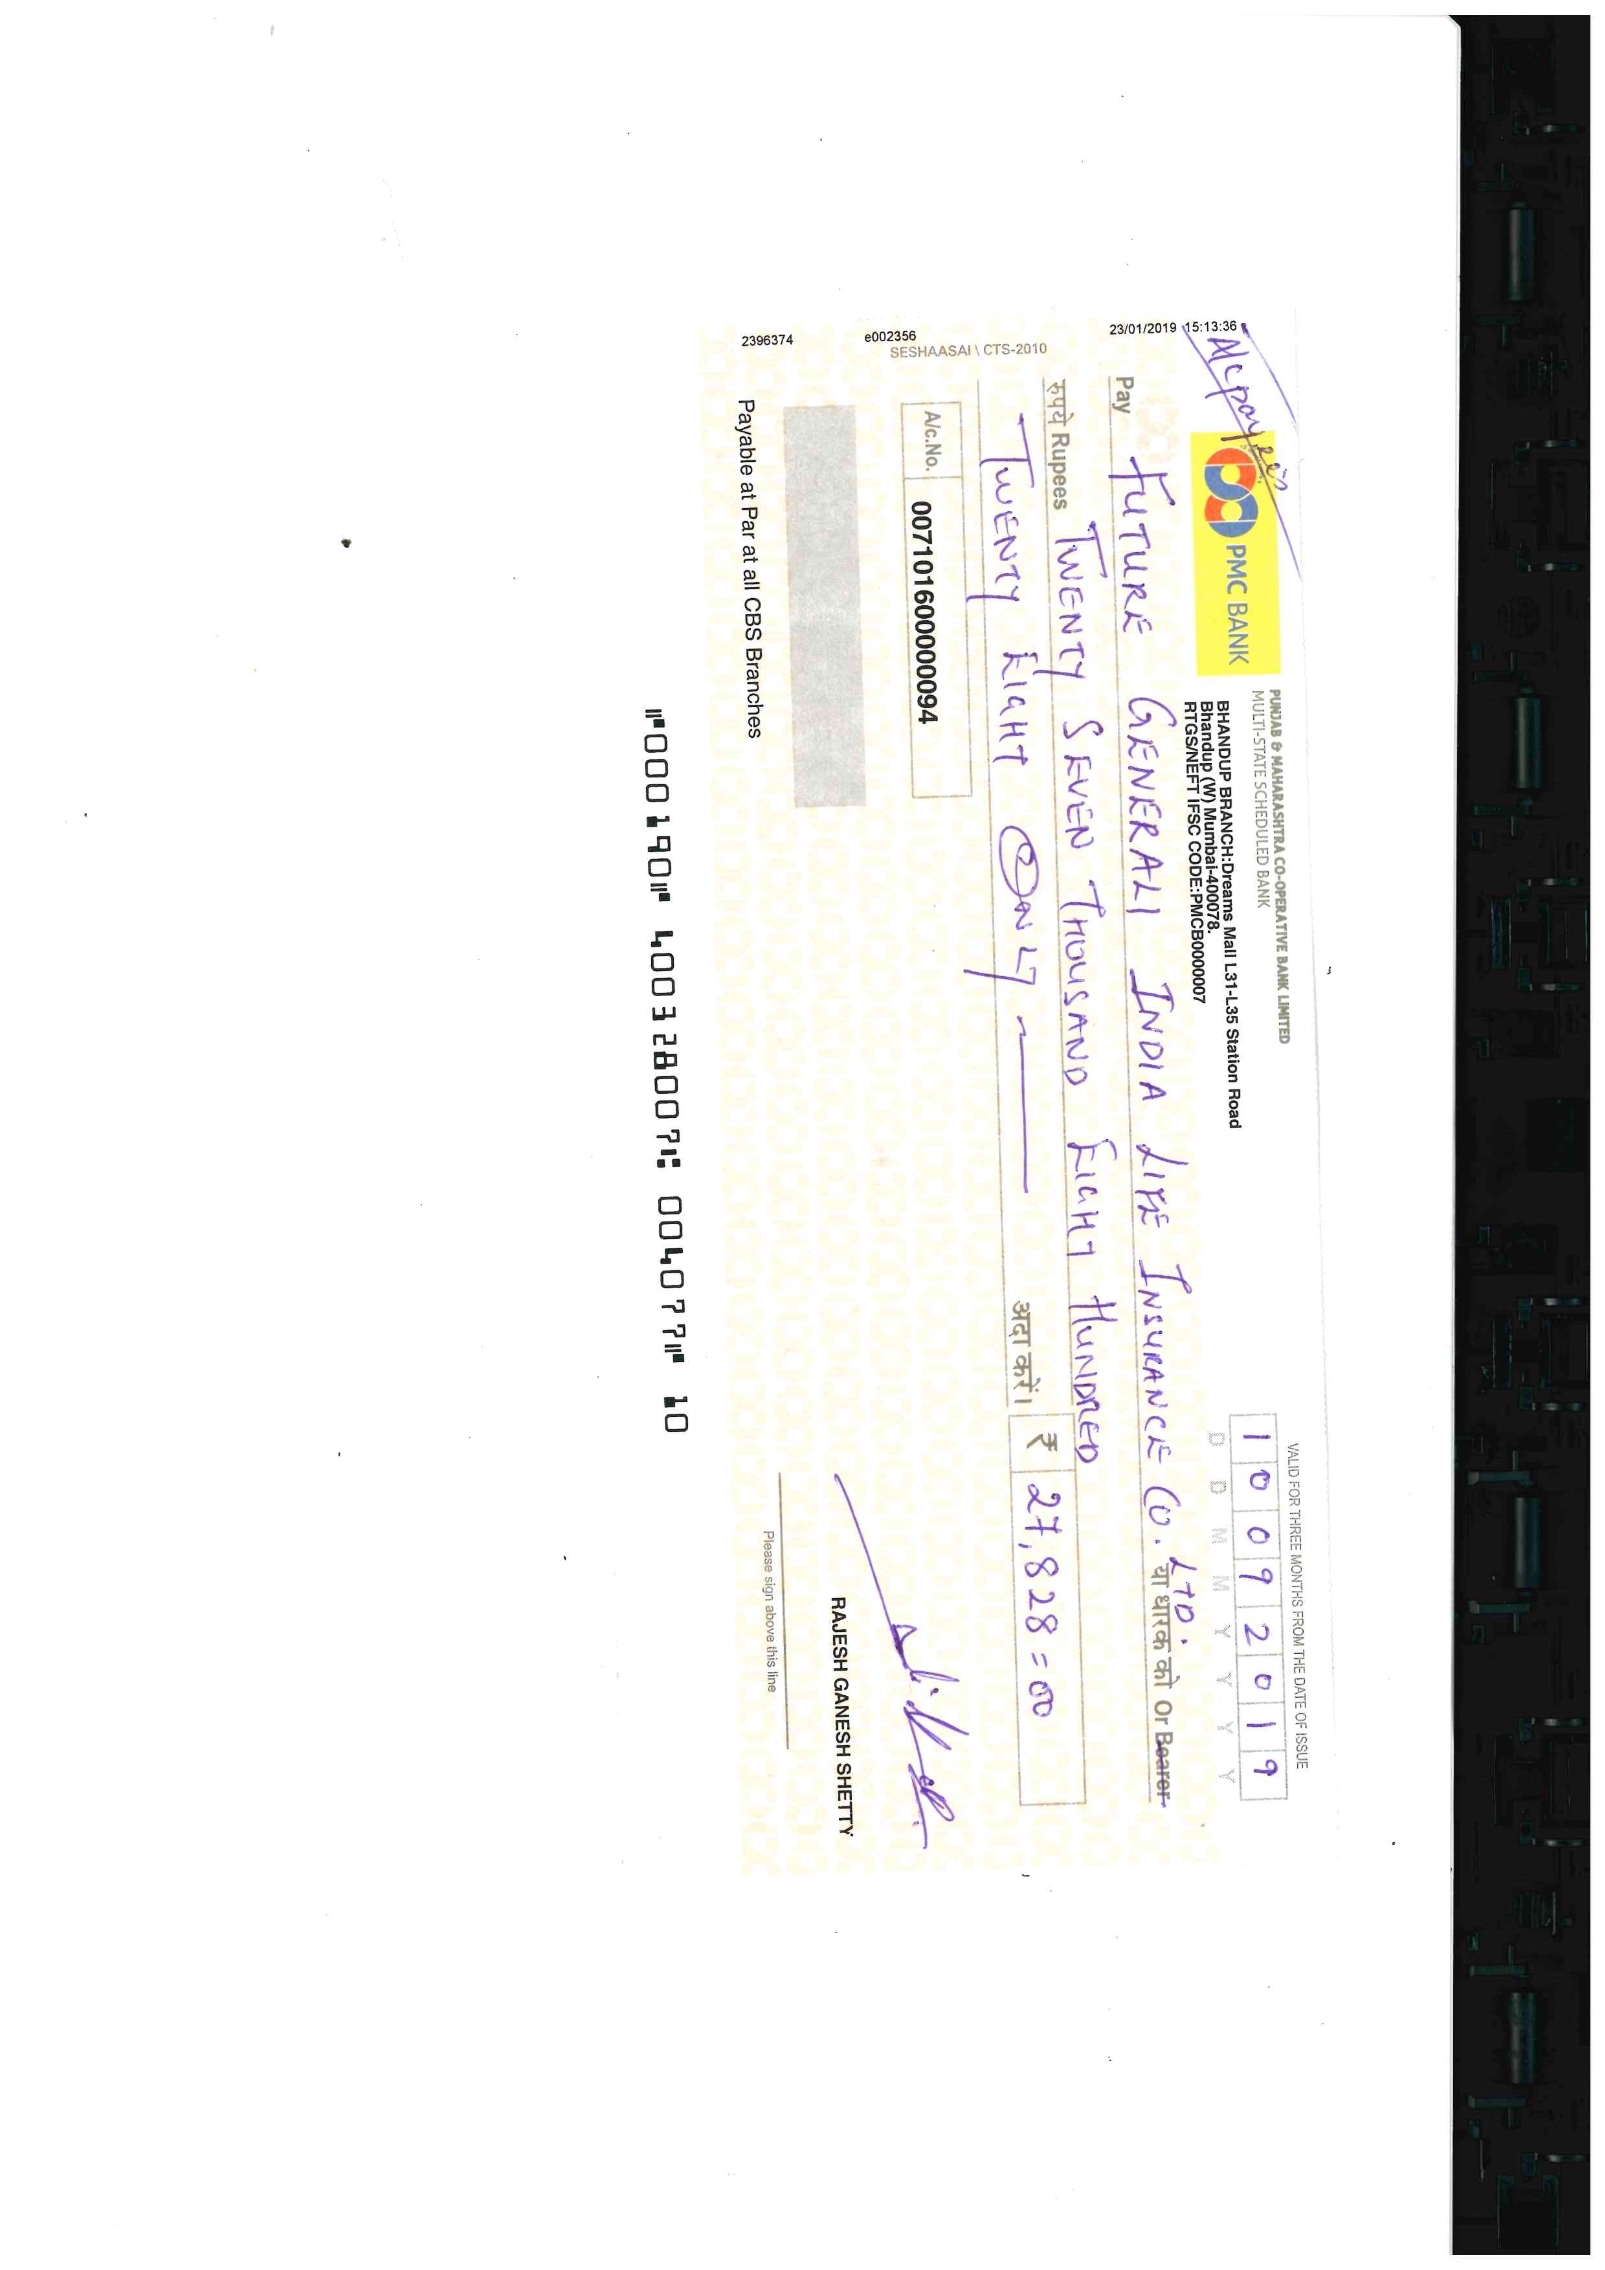 23/01/2019 15:13:36
A/c payee
PMC BANK
PUNJAB & MAHARASHTRA CO-OPERATIVE BANK LIMITED
MULTI-STATE SCHEDULED BANK
BHANDUP BRANCH:Dreams Mall L31-L35 Station Road
Bhandup (W) Mumbai-400078.
RTGS/NEFT IFSC CODE:PMCB0000007
VALID FOR THREE MONTHS FROM THE DATE OF ISSUE
1 0 0 9 2 0 1 9
D D M M Y Y Y Y
Pay FUTURE GENERALI INDIA LIFE INSURANCE CO. LTD. या धारक को Or Bearer
रुपये Rupees TWENTY SEVEN THOUSAND EIGHT HUNDRED
TWENTY EIGHT ONLY अदा करें। ₹ 27,828=00
e002356
SESHAASAI \ CTS-2010
A/c.No. 00710160000094
2396374
RAJESH GANESH SHETTY
Please sign above this line
Payable at Par at all CBS Branches
⑈000190⑈ 400328007⑆ 004077⑈ 10